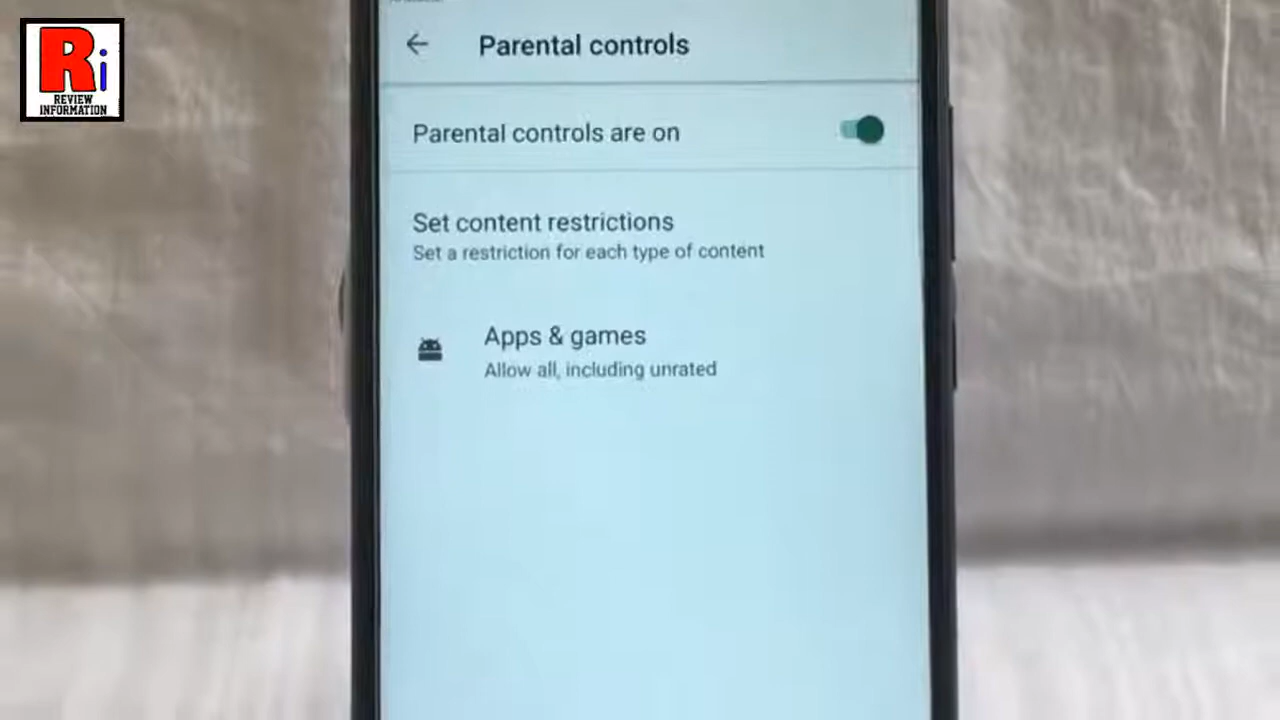 Ri
REVIEW
INFORMATION
Parental controls
Parental controls are on
Set content restrictions
Set a restriction for each type of content
Apps & games
Allow all, including unrated